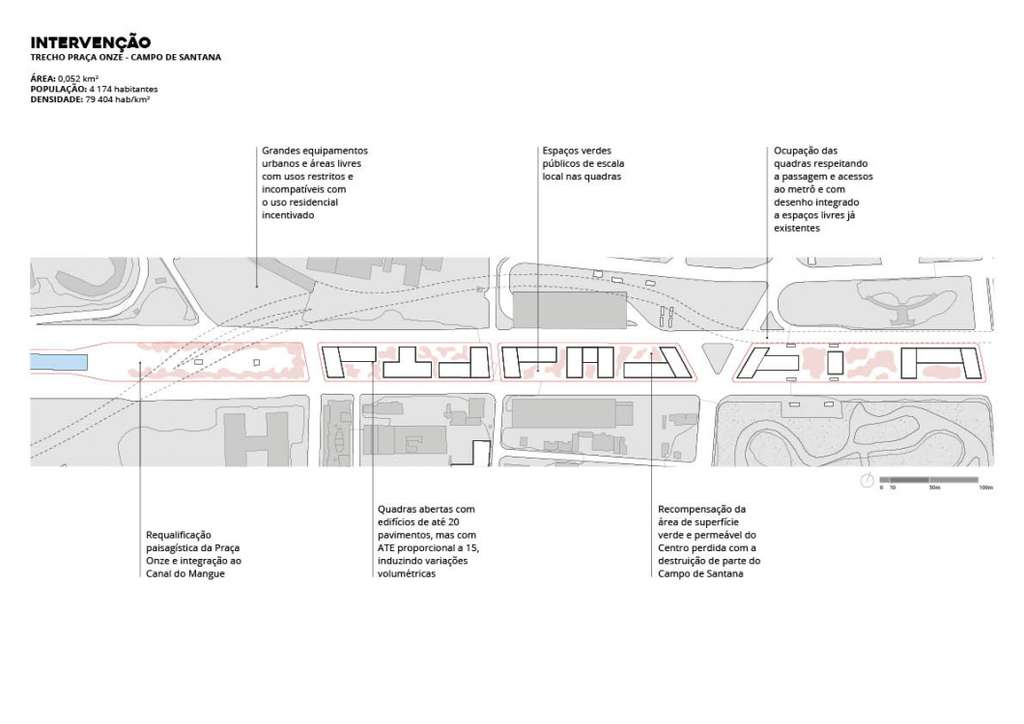 INTERVENÇÃO
TRECHO PRAÇA ONZE - CAMPO DE SANTANA
ÁREA: 0,052 km²
POPULAÇÃO: 4 174 habitantes
DENSIDADE: 79 404 hab/km²
Grandes equipamentos
urbanos e áreas livres
com usos restritos e
incompatíveis com
o uso residencial
incentivado
Espaços verdes
públicos de escala
local nas quadras
Ocupação das
quadras respeitando
a passagem e acessos
ao metrô e com
desenho integrado
a espaços livres já
existentes
0 10 50m 100m
Requalificação
paisagística da Praça
Onze e integração ao
Canal do Mangue
Quadras abertas com
edifícios de até 20
pavimentos, mas com
ATE proporcional a 15,
induzindo variações
volumétricas
Recompensação da
área de superfície
verde e permeável do
Centro perdida com a
destruição de parte do
Campo de Santana